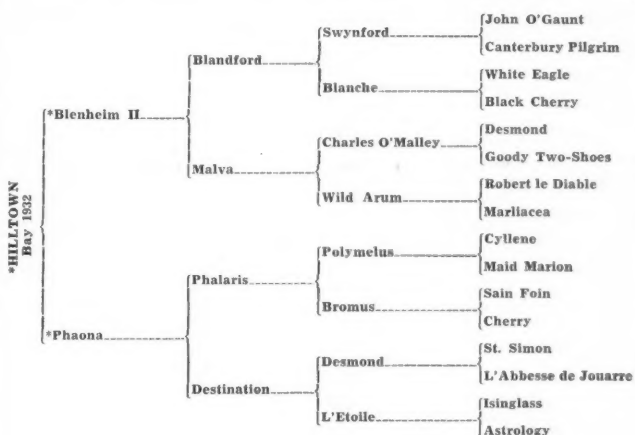 *HILLTOWN
Bay 1932
*Blenheim II
Blandford
Swynford
John O'Gaunt
Canterbury Pilgrim
Blanche
White Eagle
Black Cherry
Malva
Charles O'Malley
Desmond
Goody Two-Shoes
Wild Arum
Robert le Diable
Marliacea
*Phaona
Phalaris
Polymelus
Cyllene
Maid Marion
Bromus
Sain Foin
Cherry
Destination
Desmond
St. Simon
L'Abbesse de Jouarre
L'Etoile
Isinglass
Astrology